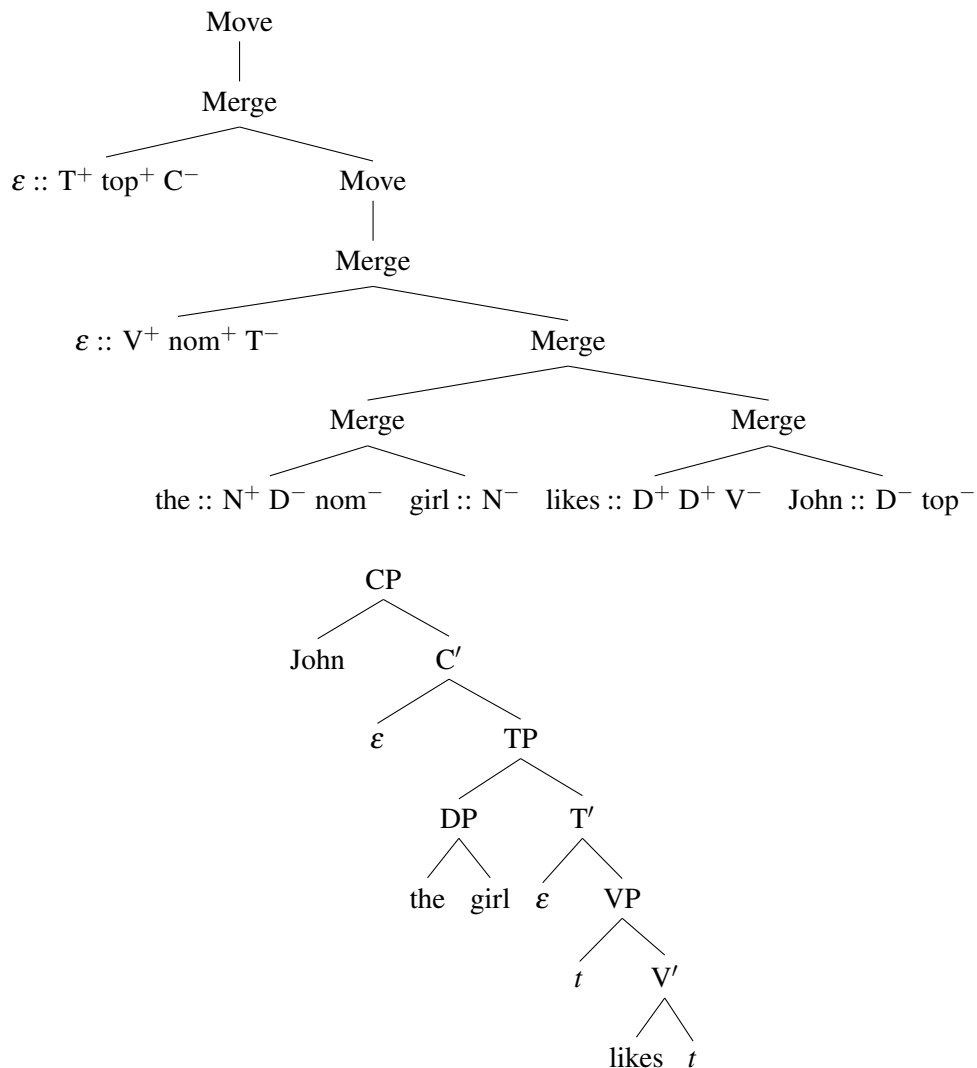 Move
Merge
ε :: T⁺ top⁺ C⁻ Move
Merge
ε :: V⁺ nom⁺ T⁻ Merge
Merge Merge
the :: N⁺ D⁻ nom⁻ girl :: N⁻ likes :: D⁺ D⁺ V⁻ John :: D⁻ top⁻
CP
John C′
ε TP
DP T′
the girl ε VP
t V′
likes t